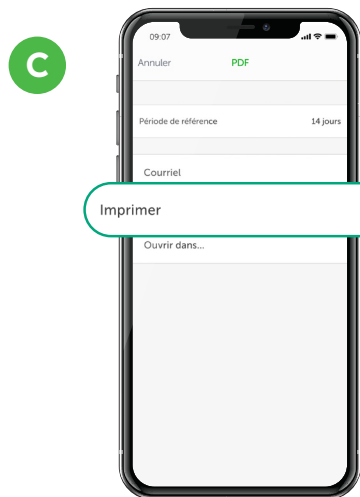 C
09:07
Annuler PDF
Période de référence 14 jours
Courriel
Imprimer
Ouvrir dans...